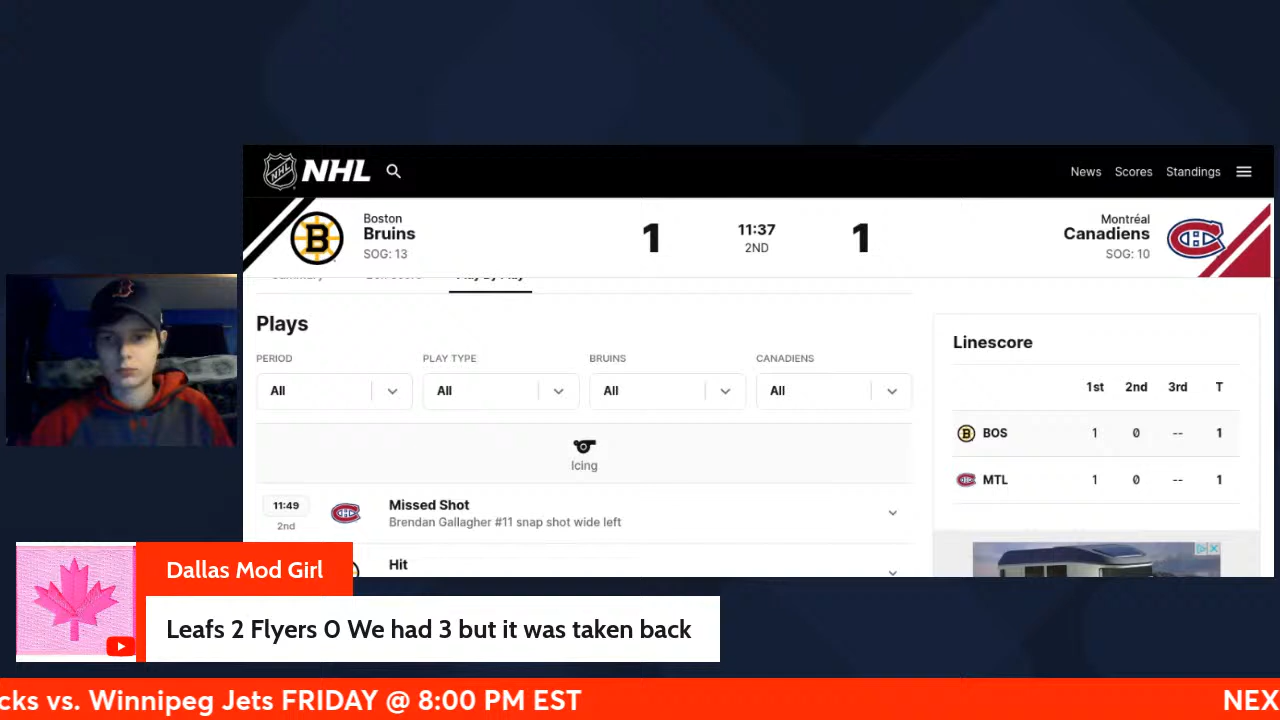 NHL
News Scores Standings
Boston
Bruins
SOG: 13
1
11:37
2ND
1
Montréal
Canadiens
SOG: 10
Plays
PERIOD PLAY TYPE BRUINS CANADIENS
All All All All
Icing
11:49
2nd
Missed Shot
Brendan Gallagher #11 snap shot wide left
Hit
Linescore
1st 2nd 3rd T
BOS 1 0 -- 1
MTL 1 0 -- 1
Dallas Mod Girl
Leafs 2 Flyers 0 We had 3 but it was taken back
cks vs. Winnipeg Jets FRIDAY @ 8:00 PM EST
NEX